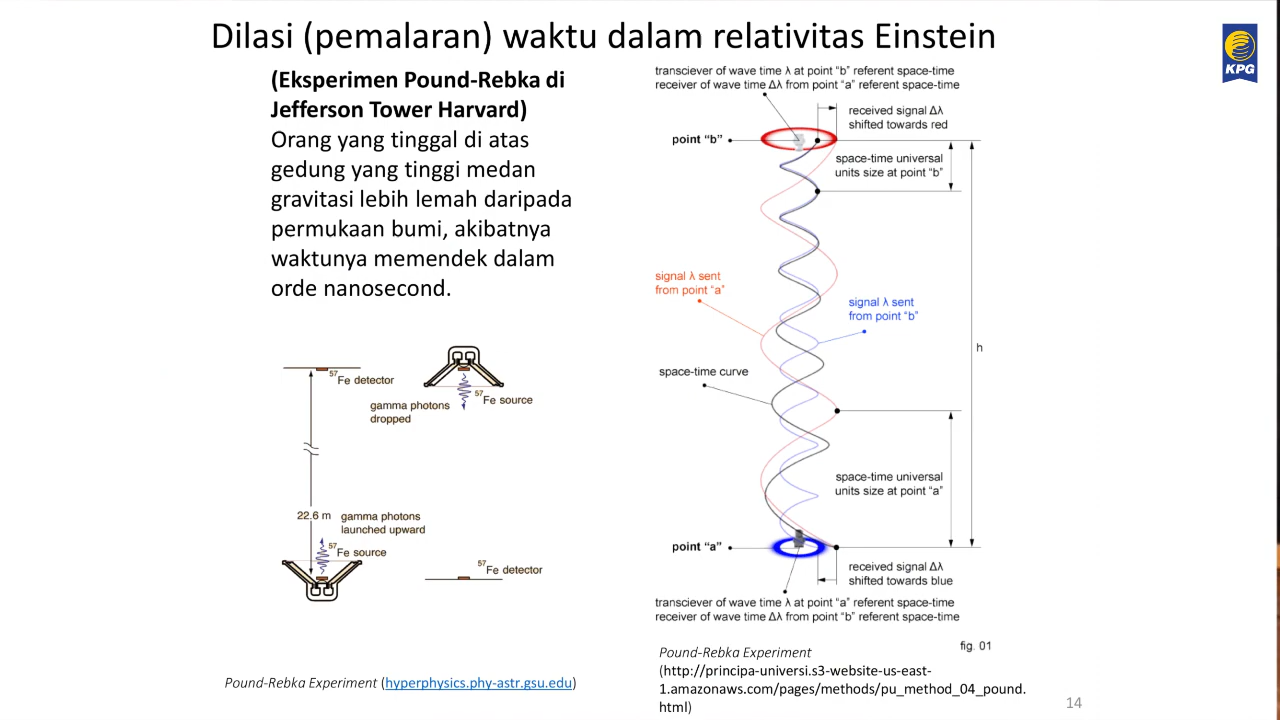 Dilasi (pemalaran) waktu dalam relativitas Einstein
KPG
(Eksperimen Pound-Rebka di
Jefferson Tower Harvard)
Orang yang tinggal di atas
gedung yang tinggi medan
gravitasi lebih lemah daripada
permukaan bumi, akibatnya
waktunya memendek dalam
orde nanosecond.
57Fe detector
gamma photons
dropped
57Fe source
22.6 m
gamma photons
launched upward
57Fe source
57Fe detector
Pound-Rebka Experiment (hyperphysics.phy-astr.gsu.edu)
transciever of wave time λ at point "b" referent space-time
receiver of wave time Δλ from point "a" referent space-time
received signal Δλ
shifted towards red
point "b"
space-time universal
units size at point "b"
signal λ sent
from point "a"
signal λ sent
from point "b"
h
space-time curve
space-time universal
units size at point "a"
point "a"
received signal Δλ
shifted towards blue
transciever of wave time λ at point "a" referent space-time
receiver of wave time Δλ from point "b" referent space-time
fig. 01
Pound-Rebka Experiment
(http://principa-universi.s3-website-us-east-
1.amazonaws.com/pages/methods/pu_method_04_pound.
html)
14